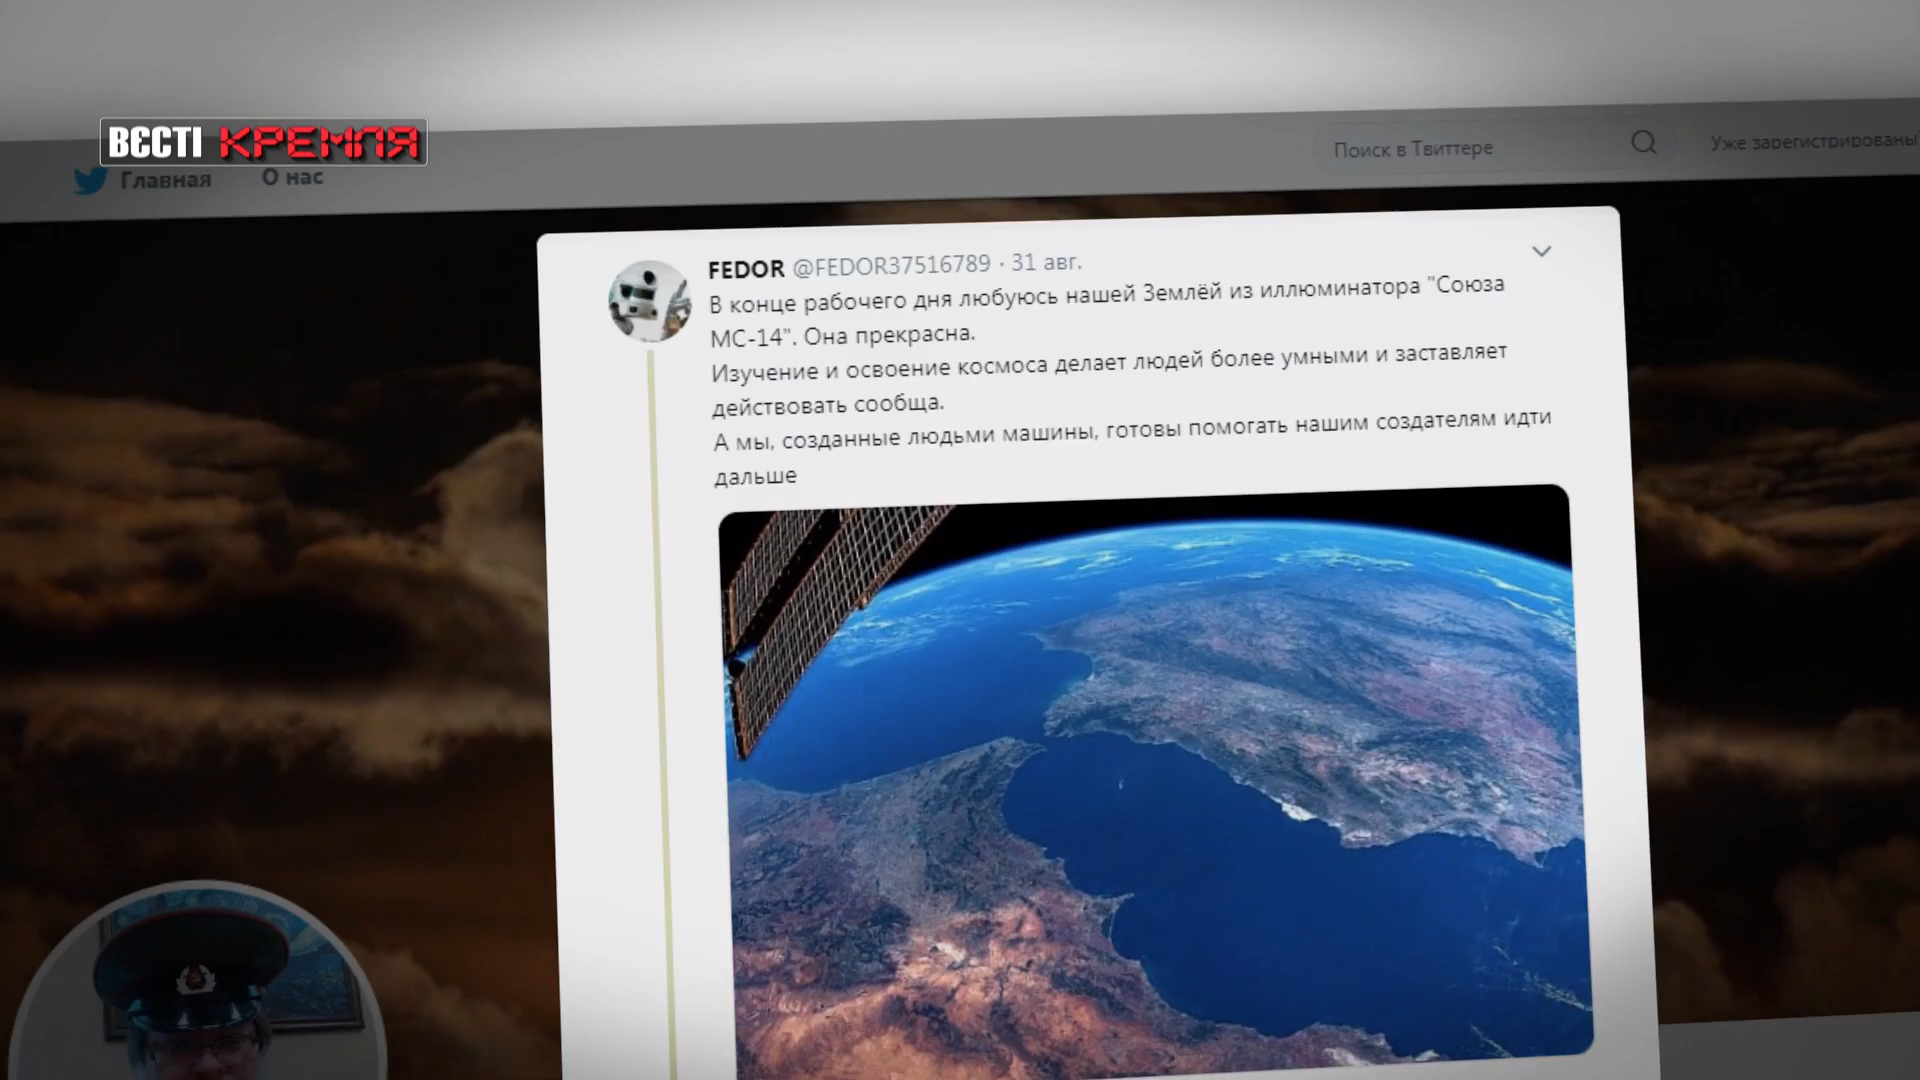 ВЄСТІ КРЕМЛЯ
Главная О нас
Поиск в Твиттере
Уже зарегистрированы
FEDOR @FEDOR37516789 · 31 авг.
В конце рабочего дня любуюсь нашей Землёй из иллюминатора "Союза
МС-14". Она прекрасна.
Изучение и освоение космоса делает людей более умными и заставляет
действовать сообща.
А мы, созданные людьми машины, готовы помогать нашим создателям идти
дальше